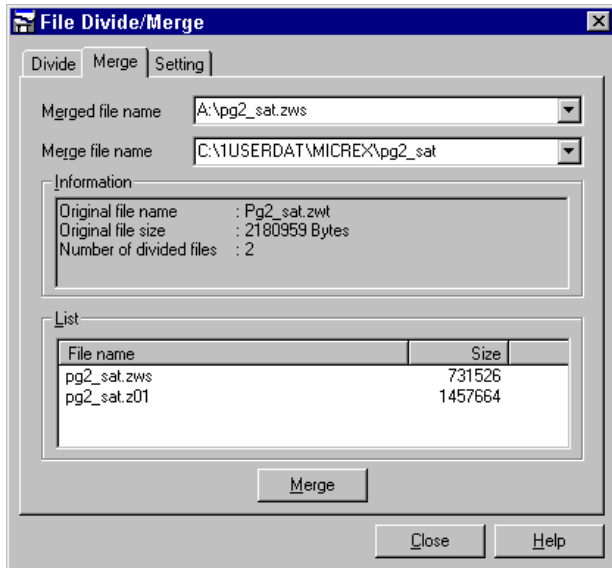 File Divide/Merge
Divide Merge Setting
Merged file name A:\pg2_sat.zws
Merge file name C:\1USERDAT\MICREX\pg2_sat
Information
Original file name : Pg2_sat.zwt
Original file size : 2180959 Bytes
Number of divided files : 2
List
File name Size
pg2_sat.zws 731526
pg2_sat.z01 1457664
Merge
Close Help